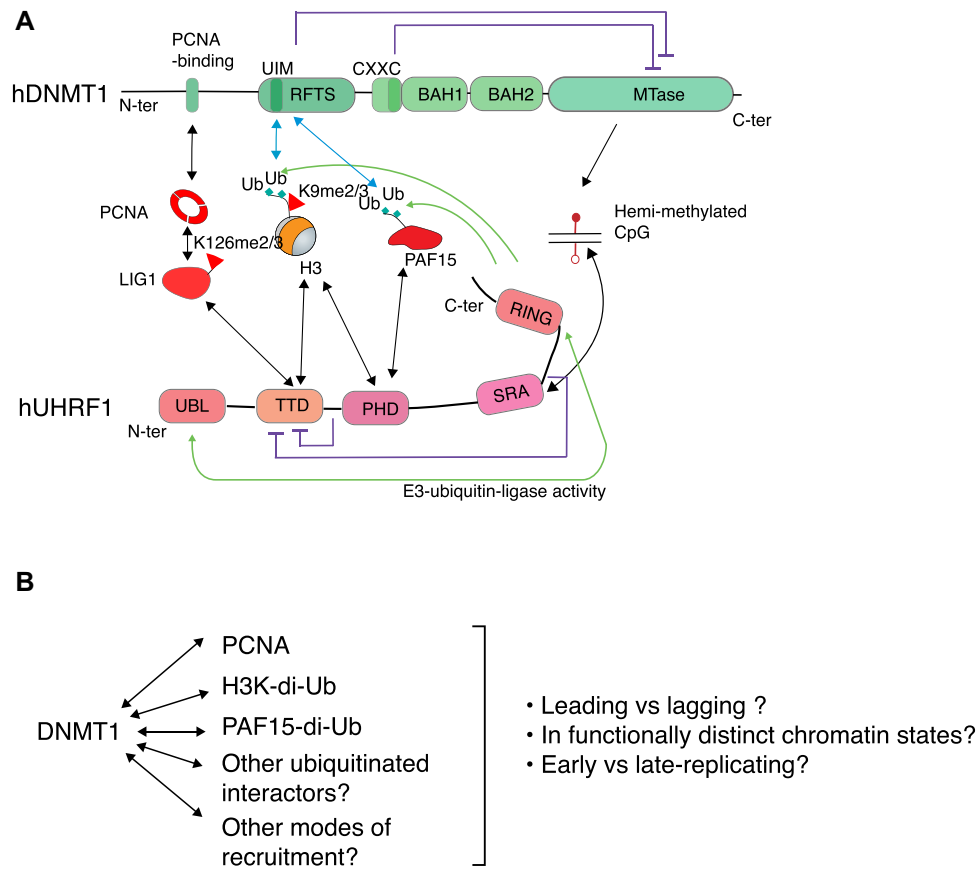 A
PCNA
-binding
UIM
CXXC
hDNMT1
N-ter
RFTS
BAH1
BAH2
MTase
C-ter
Ub
Ub
K9me2/3
Ub
Ub
PCNA
K126me2/3
LIG1
H3
PAF15
Hemi-methylated
CpG
C-ter
RING
hUHRF1
UBL
TTD
PHD
SRA
N-ter
E3-ubiquitin-ligase activity
B
DNMT1
PCNA
H3K-di-Ub
PAF15-di-Ub
Other ubiquitinated
interactors?
Other modes of
recruitment?
• Leading vs lagging ?
• In functionally distinct chromatin states?
• Early vs late-replicating?